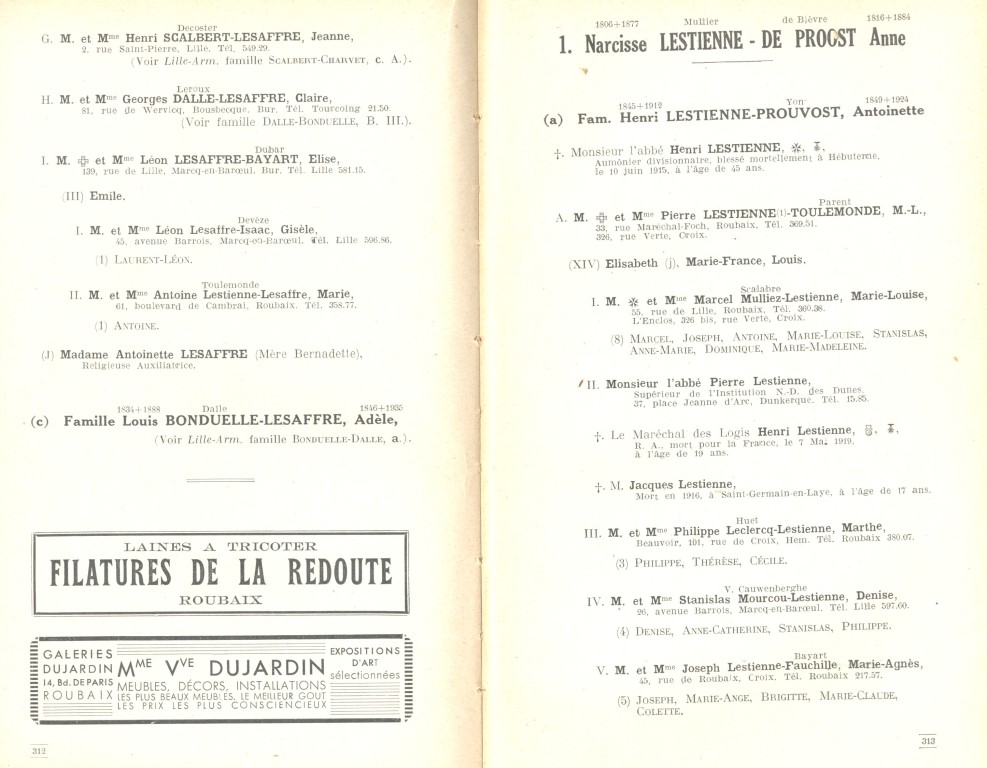 Decoster
G. M. et Mme Henri SCALBERT-LESAFFRE, Jeanne,
2, rue Saint-Pierre, Lille, Tél. 549.29.
(Voir Lille-Arm. famille SCALBERT-CHARVET, c. A.).
Leroux
H. M. et Mme Georges DALLE-LESAFFRE, Claire,
81, rue de Wervicq, Bousbecque, Bur. Tél. Tourcoing 21.50.
(Voir famille DALLE-BONDUELLE, B. III.).
Dubar
I. M. et Mme Léon LESAFFRE-BAYART, Elise,
139, rue de Lille, Marcq-en-Barœul. Bur. Tél. Lille 581.15.
(III) Emile.
Devèze
I. M. et Mme Léon Lesaffre-Isaac, Gisèle,
45, avenue Barrois, Marcq-en-Barœul. Tél. Lille 596.86.
(1) LAURENT-LÉON.
Toulemonde
II. M. et Mme Antoine Lestienne-Lesaffre, Marie,
61, boulevard de Cambrai, Roubaix. Tél. 358.77.
(1) ANTOINE.
(J) Madame Antoinette LESAFFRE (Mère Bernadette),
Religieuse Auxiliatrice.
1834+1888 Dalle 1846+1935
(c) Famille Louis BONDUELLE-LESAFFRE, Adèle,
(Voir Lille-Arm. famille BONDUELLE-DALLE, a.).
LAINES A TRICOTER
FILATURES DE LA REDOUTE
ROUBAIX
GALERIES
DUJARDIN
14, Bd. DE PARIS
ROUBAIX
MME VVE DUJARDIN
MEUBLES, DÉCORS, INSTALLATIONS
LES PLUS BEAUX MEUBLES, LE MEILLEUR GOUT
LES PRIX LES PLUS CONSCIENCIEUX
EXPOSITIONS
D'ART
sélectionnées
312
1806+1877 Mullier de Bièvre 1816+1884
1. Narcisse LESTIENNE - DE PROOST Anne
1845+1912 Yon 1849+1924
(a) Fam. Henri LESTIENNE-PROUVOST, Antoinette
†. Monsieur l'abbé Henri LESTIENNE,
Aumônier divisionnaire, blessé mortellement à Hébuterne,
le 10 juin 1915, à l'âge de 45 ans.
Parent
A. M. et Mme Pierre LESTIENNE(1)-TOULEMONDE, M.-L.,
33, rue Maréchal-Foch, Roubaix, Tél. 369.51.
326, rue Verte, Croix.
(XIV) Elisabeth (j), Marie-France, Louis.
Scalabre
I. M. et Mme Marcel Mulliez-Lestienne, Marie-Louise,
55, rue de Lille, Roubaix, Tél. 360.38.
L'Enclos, 326 bis, rue Verte, Croix.
(8) MARCEL, JOSEPH, ANTOINE, MARIE-LOUISE, STANISLAS,
ANNE-MARIE, DOMINIQUE, MARIE-MADELEINE.
II. Monsieur l'abbé Pierre Lestienne,
Supérieur de l'Institution N.-D. des Dunes.
37, place Jeanne d'Arc, Dunkerque. Tél. 15.85.
†. Le Maréchal des Logis Henri Lestienne,
R. A., mort pour la France, le 7 Mai 1919,
à l'âge de 19 ans.
†. M. Jacques Lestienne,
Mort en 1916, à Saint-Germain-en-Laye, à l'âge de 17 ans.
Huet
III. M. et Mme Philippe Leclercq-Lestienne, Marthe,
Beauvoir, 101, rue de Croix, Hem. Tél. Roubaix 380.07.
(3) PHILIPPE, THÉRÈSE, CÉCILE.
V. Cauwenberghe
IV. M. et Mme Stanislas Mourcou-Lestienne, Denise,
26, avenue Barrois, Marcq-en-Barœul. Tél. Lille 597.60.
(4) DENISE, ANNE-CATHERINE, STANISLAS, PHILIPPE.
Bayart
V. M. et Mme Joseph Lestienne-Fauchille, Marie-Agnès,
45, rue de Roubaix, Croix. Tél. Roubaix 217.57.
(5) JOSEPH, MARIE-ANGE, BRIGITTE, MARIE-CLAUDE,
COLETTE.
313